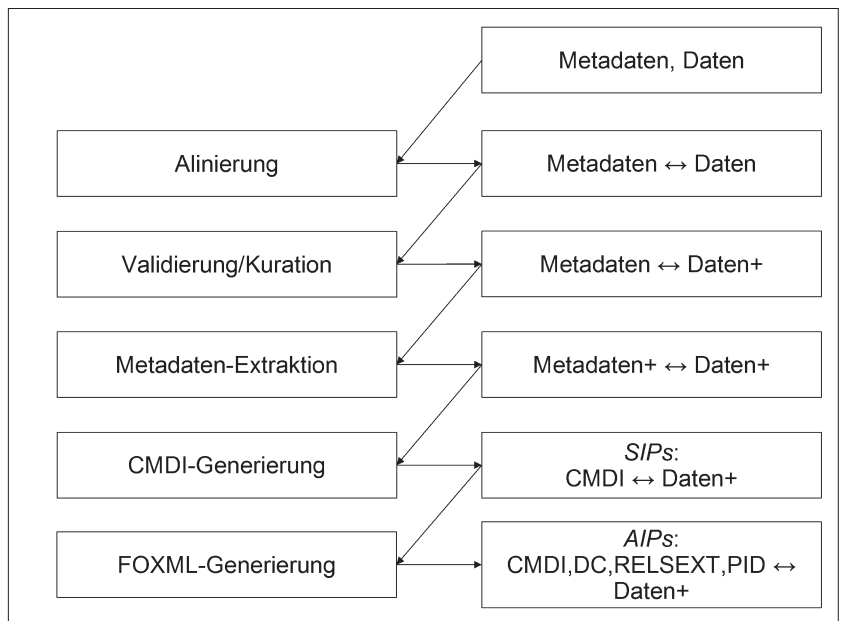 Metadaten, Daten
Alinierung
Metadaten ↔ Daten
Validierung/Kuration
Metadaten ↔ Daten+
Metadaten-Extraktion
Metadaten+ ↔ Daten+
CMDI-Generierung
SIPs:
CMDI ↔ Daten+
FOXML-Generierung
AIPs:
CMDI,DC,RELSEXT,PID ↔
Daten+